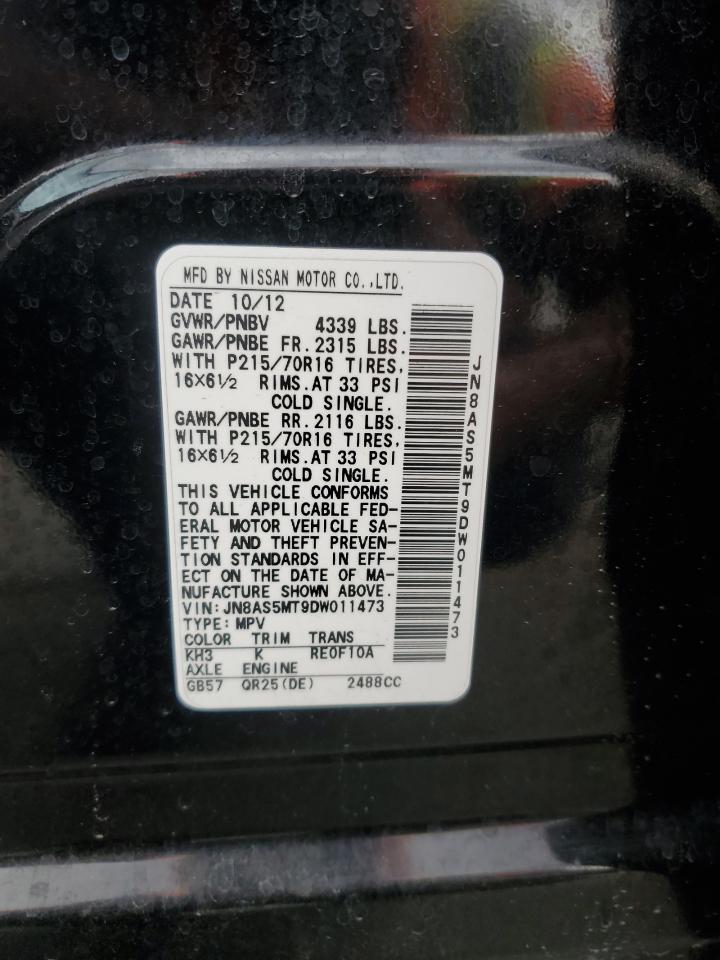 MFD BY NISSAN MOTOR CO.,LTD.
DATE 10/12
GVWR/PNBV 4339 LBS.
GAWR/PNBE FR. 2315 LBS.
WITH P215/70R16 TIRES,
16×6½ RIMS. AT 33 PSI
COLD SINGLE.
GAWR/PNBE RR. 2116 LBS.
WITH P215/70R16 TIRES,
16×6½ RIMS. AT 33 PSI
COLD SINGLE.
THIS VEHICLE CONFORMS
TO ALL APPLICABLE FED-
ERAL MOTOR VEHICLE SA-
FETY AND THEFT PREVEN-
TION STANDARDS IN EFF-
ECT ON THE DATE OF MA-
NUFACTURE SHOWN ABOVE.
VIN: JN8AS5MT9DW011473
TYPE: MPV
COLOR TRIM TRANS
KH3 K RE0F10A
AXLE ENGINE
GB57 QR25(DE) 2488CC
JN8AS5MT9DW011473